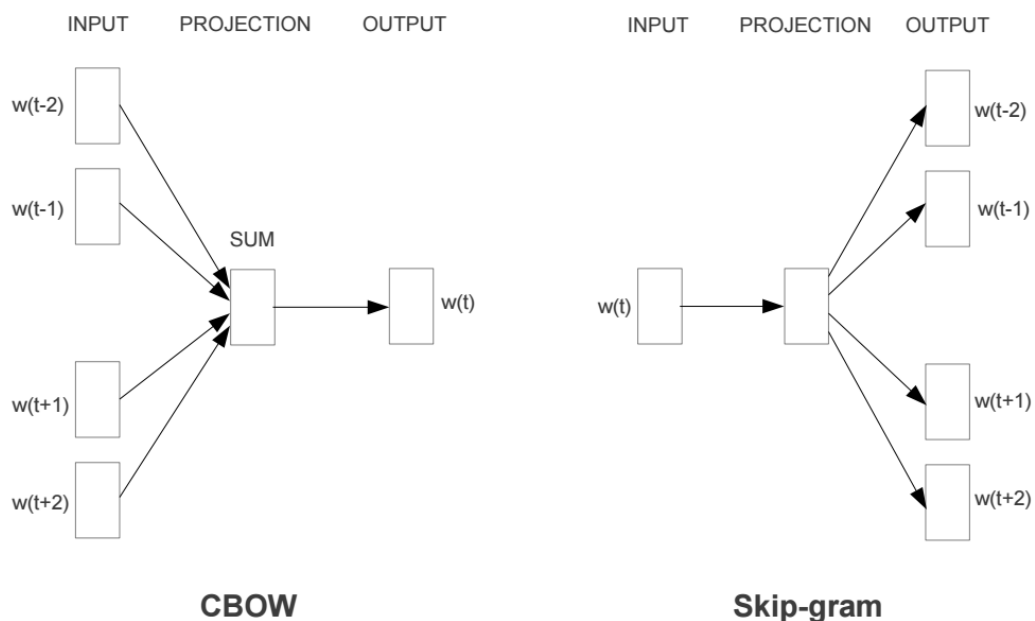 INPUT PROJECTION OUTPUT
w(t-2)
w(t-1)
SUM
w(t)
w(t+1)
w(t+2)
CBOW
INPUT PROJECTION OUTPUT
w(t-2)
w(t-1)
w(t)
w(t+1)
w(t+2)
Skip-gram